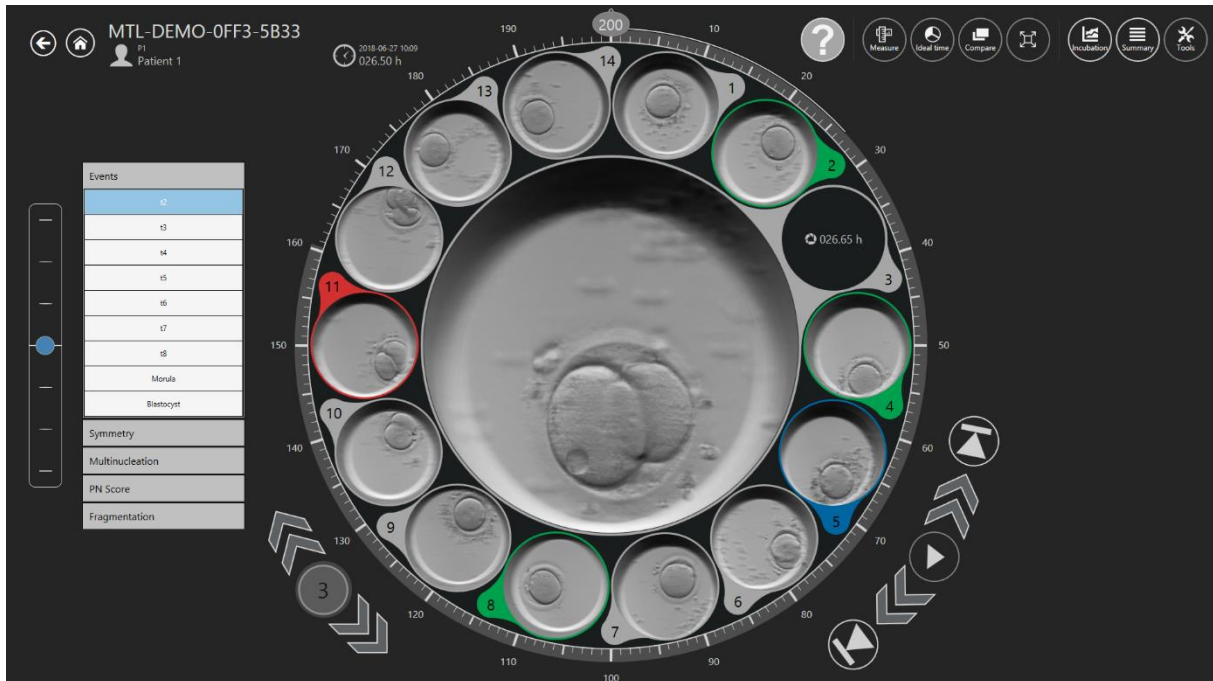 MTL-DEMO-0FF3-5B33
P1
Patient 1
2018-06-27 10:09
026.50 h
Measure
Ideal time
Compare
Incubation
Summary
Tools
?
Events
t2
t3
t4
t5
t6
t7
t8
Morula
Blastocyst
Symmetry
Multinucleation
PN Score
Fragmentation
200
10
20
30
40
50
60
70
80
90
100
110
120
130
140
150
160
170
180
190
1
2
3
026.65 h
4
5
6
7
8
9
10
11
12
13
14
3